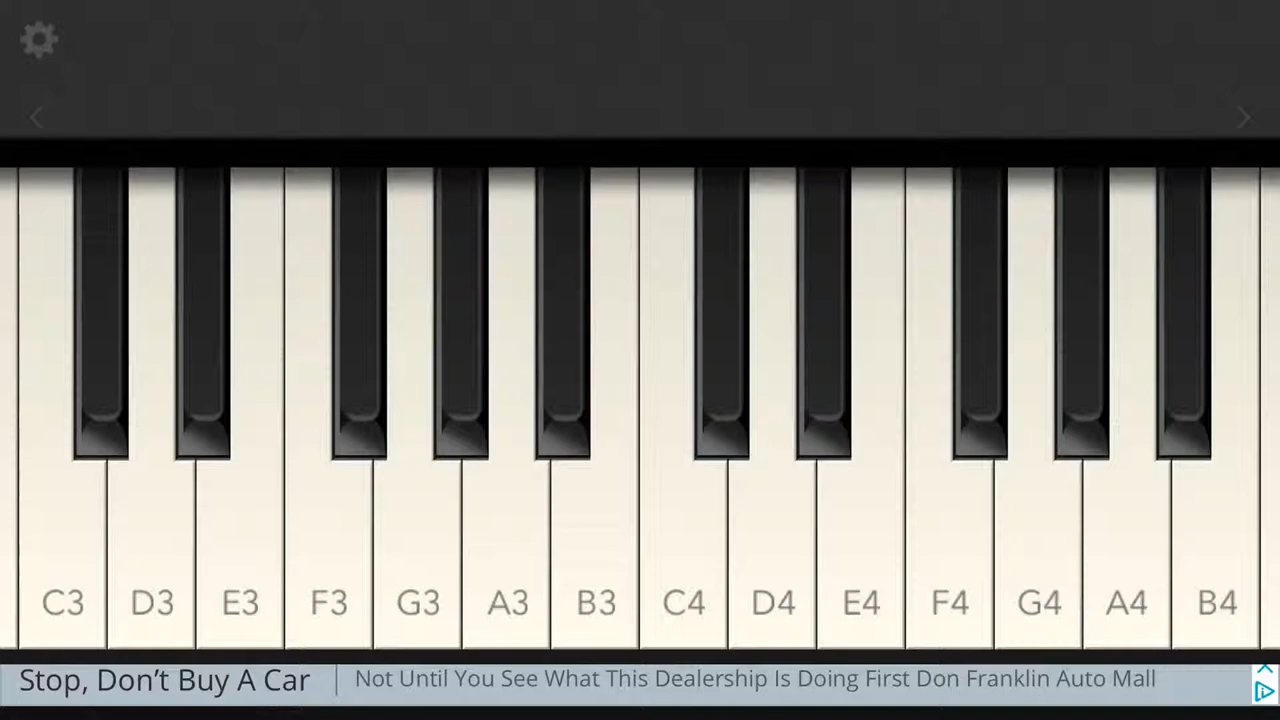 C3 D3 E3 F3 G3 A3 B3 C4 D4 E4 F4 G4 A4 B4
Stop, Don’t Buy A Car
Not Until You See What This Dealership Is Doing First Don Franklin Auto Mall